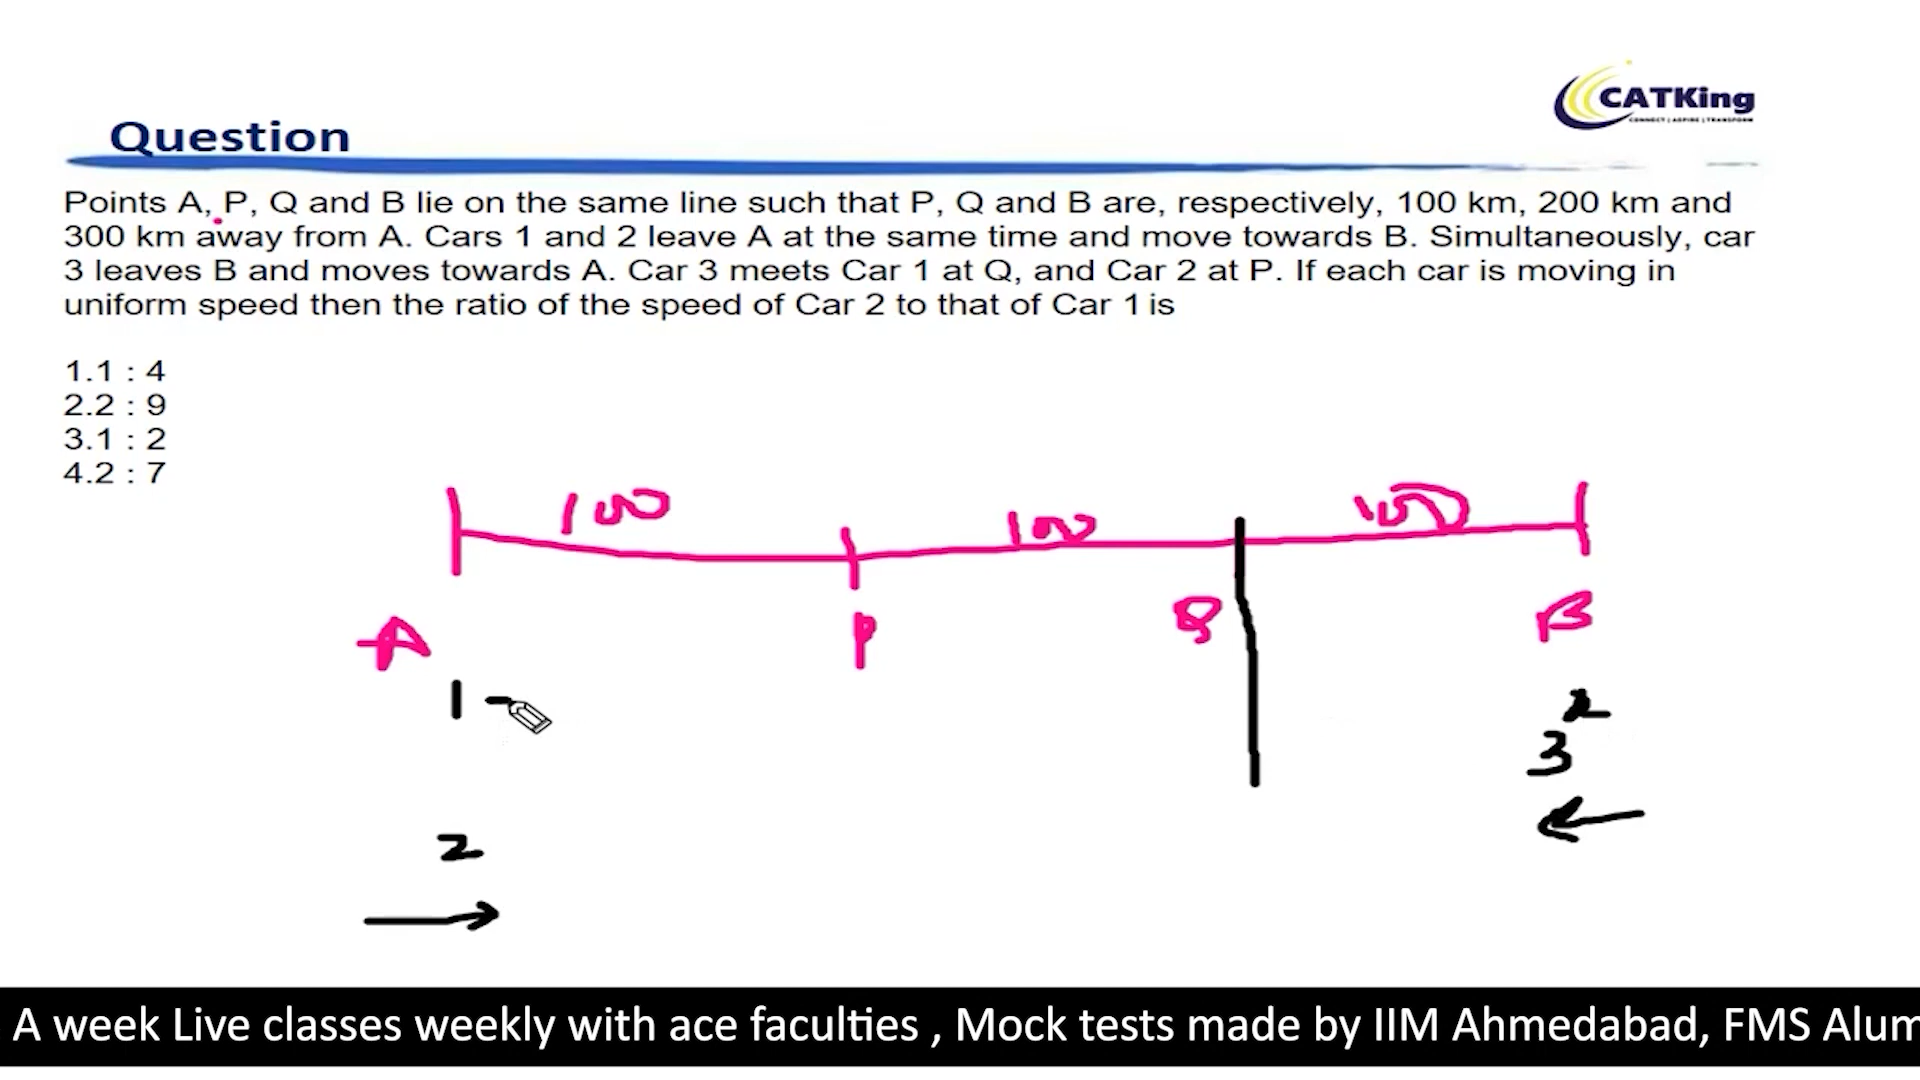 CATKing
CONNECT | ASPIRE | TRANSFORM
Question
Points A, P, Q and B lie on the same line such that P, Q and B are, respectively, 100 km, 200 km and
300 km away from A. Cars 1 and 2 leave A at the same time and move towards B. Simultaneously, car
3 leaves B and moves towards A. Car 3 meets Car 1 at Q, and Car 2 at P. If each car is moving in
uniform speed then the ratio of the speed of Car 2 to that of Car 1 is
1.1 : 4
2.2 : 9
3.1 : 2
4.2 : 7
100 100 100
A P Q B
1 2
3
2
A week Live classes weekly with ace faculties , Mock tests made by IIM Ahmedabad, FMS Alum